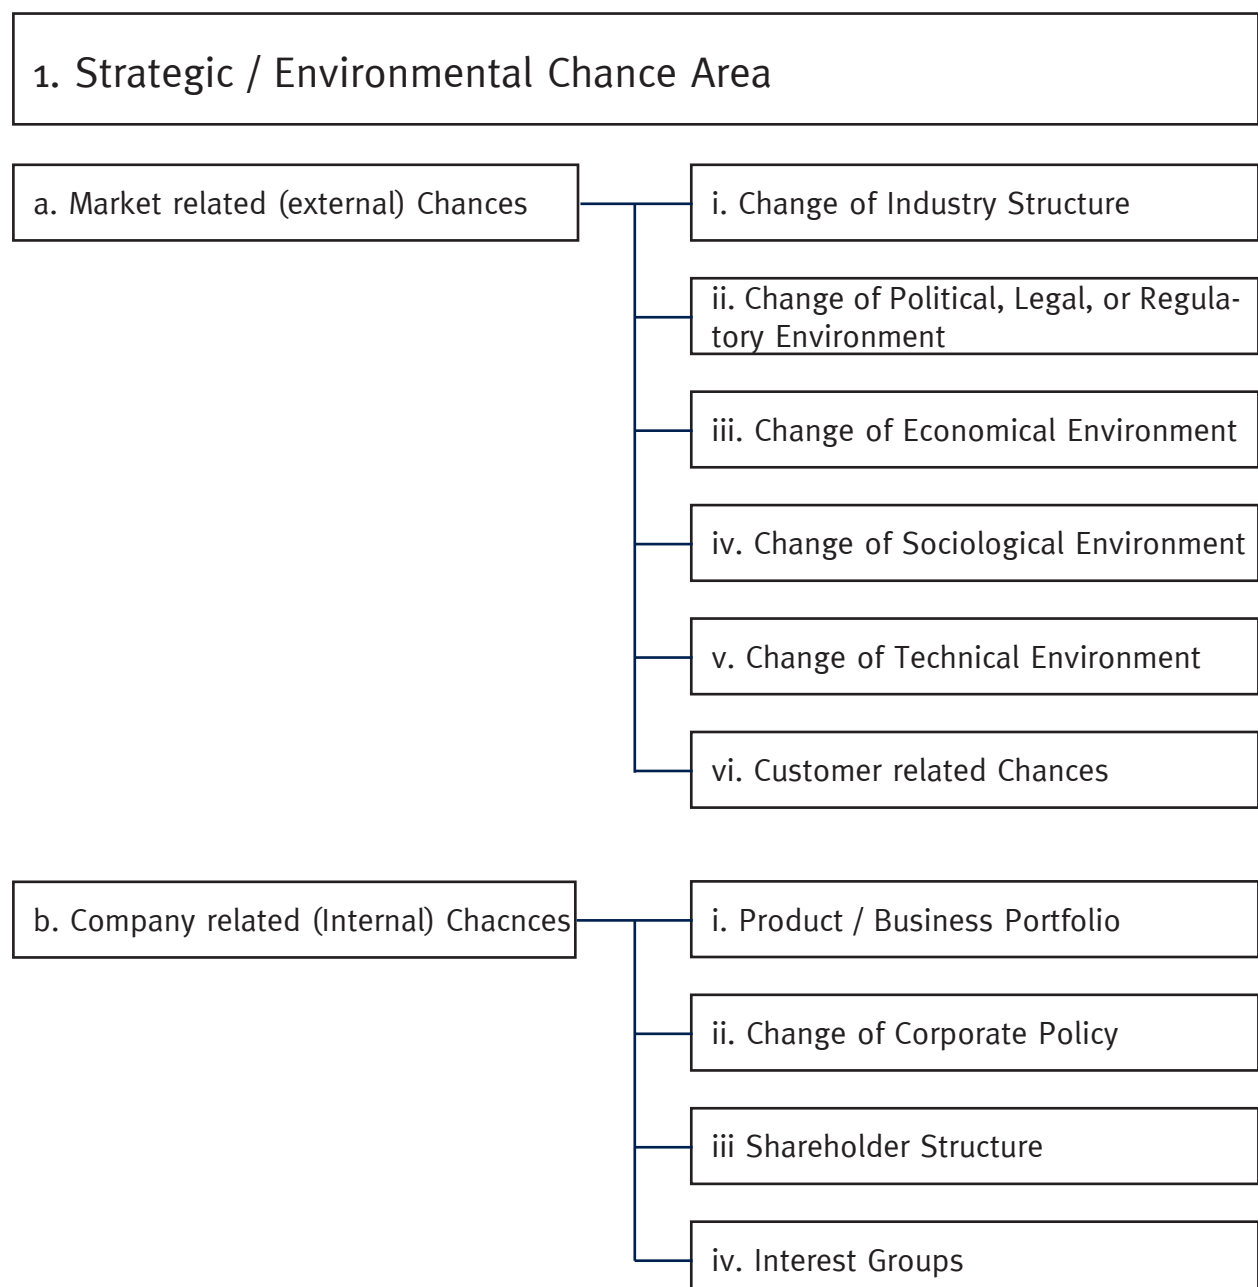 1. Strategic / Environmental Chance Area
a. Market related (external) Chances
i. Change of Industry Structure
ii. Change of Political, Legal, or Regula-
tory Environment
iii. Change of Economical Environment
iv. Change of Sociological Environment
v. Change of Technical Environment
vi. Customer related Chances
b. Company related (Internal) Chacnces
i. Product / Business Portfolio
ii. Change of Corporate Policy
iii Shareholder Structure
iv. Interest Groups